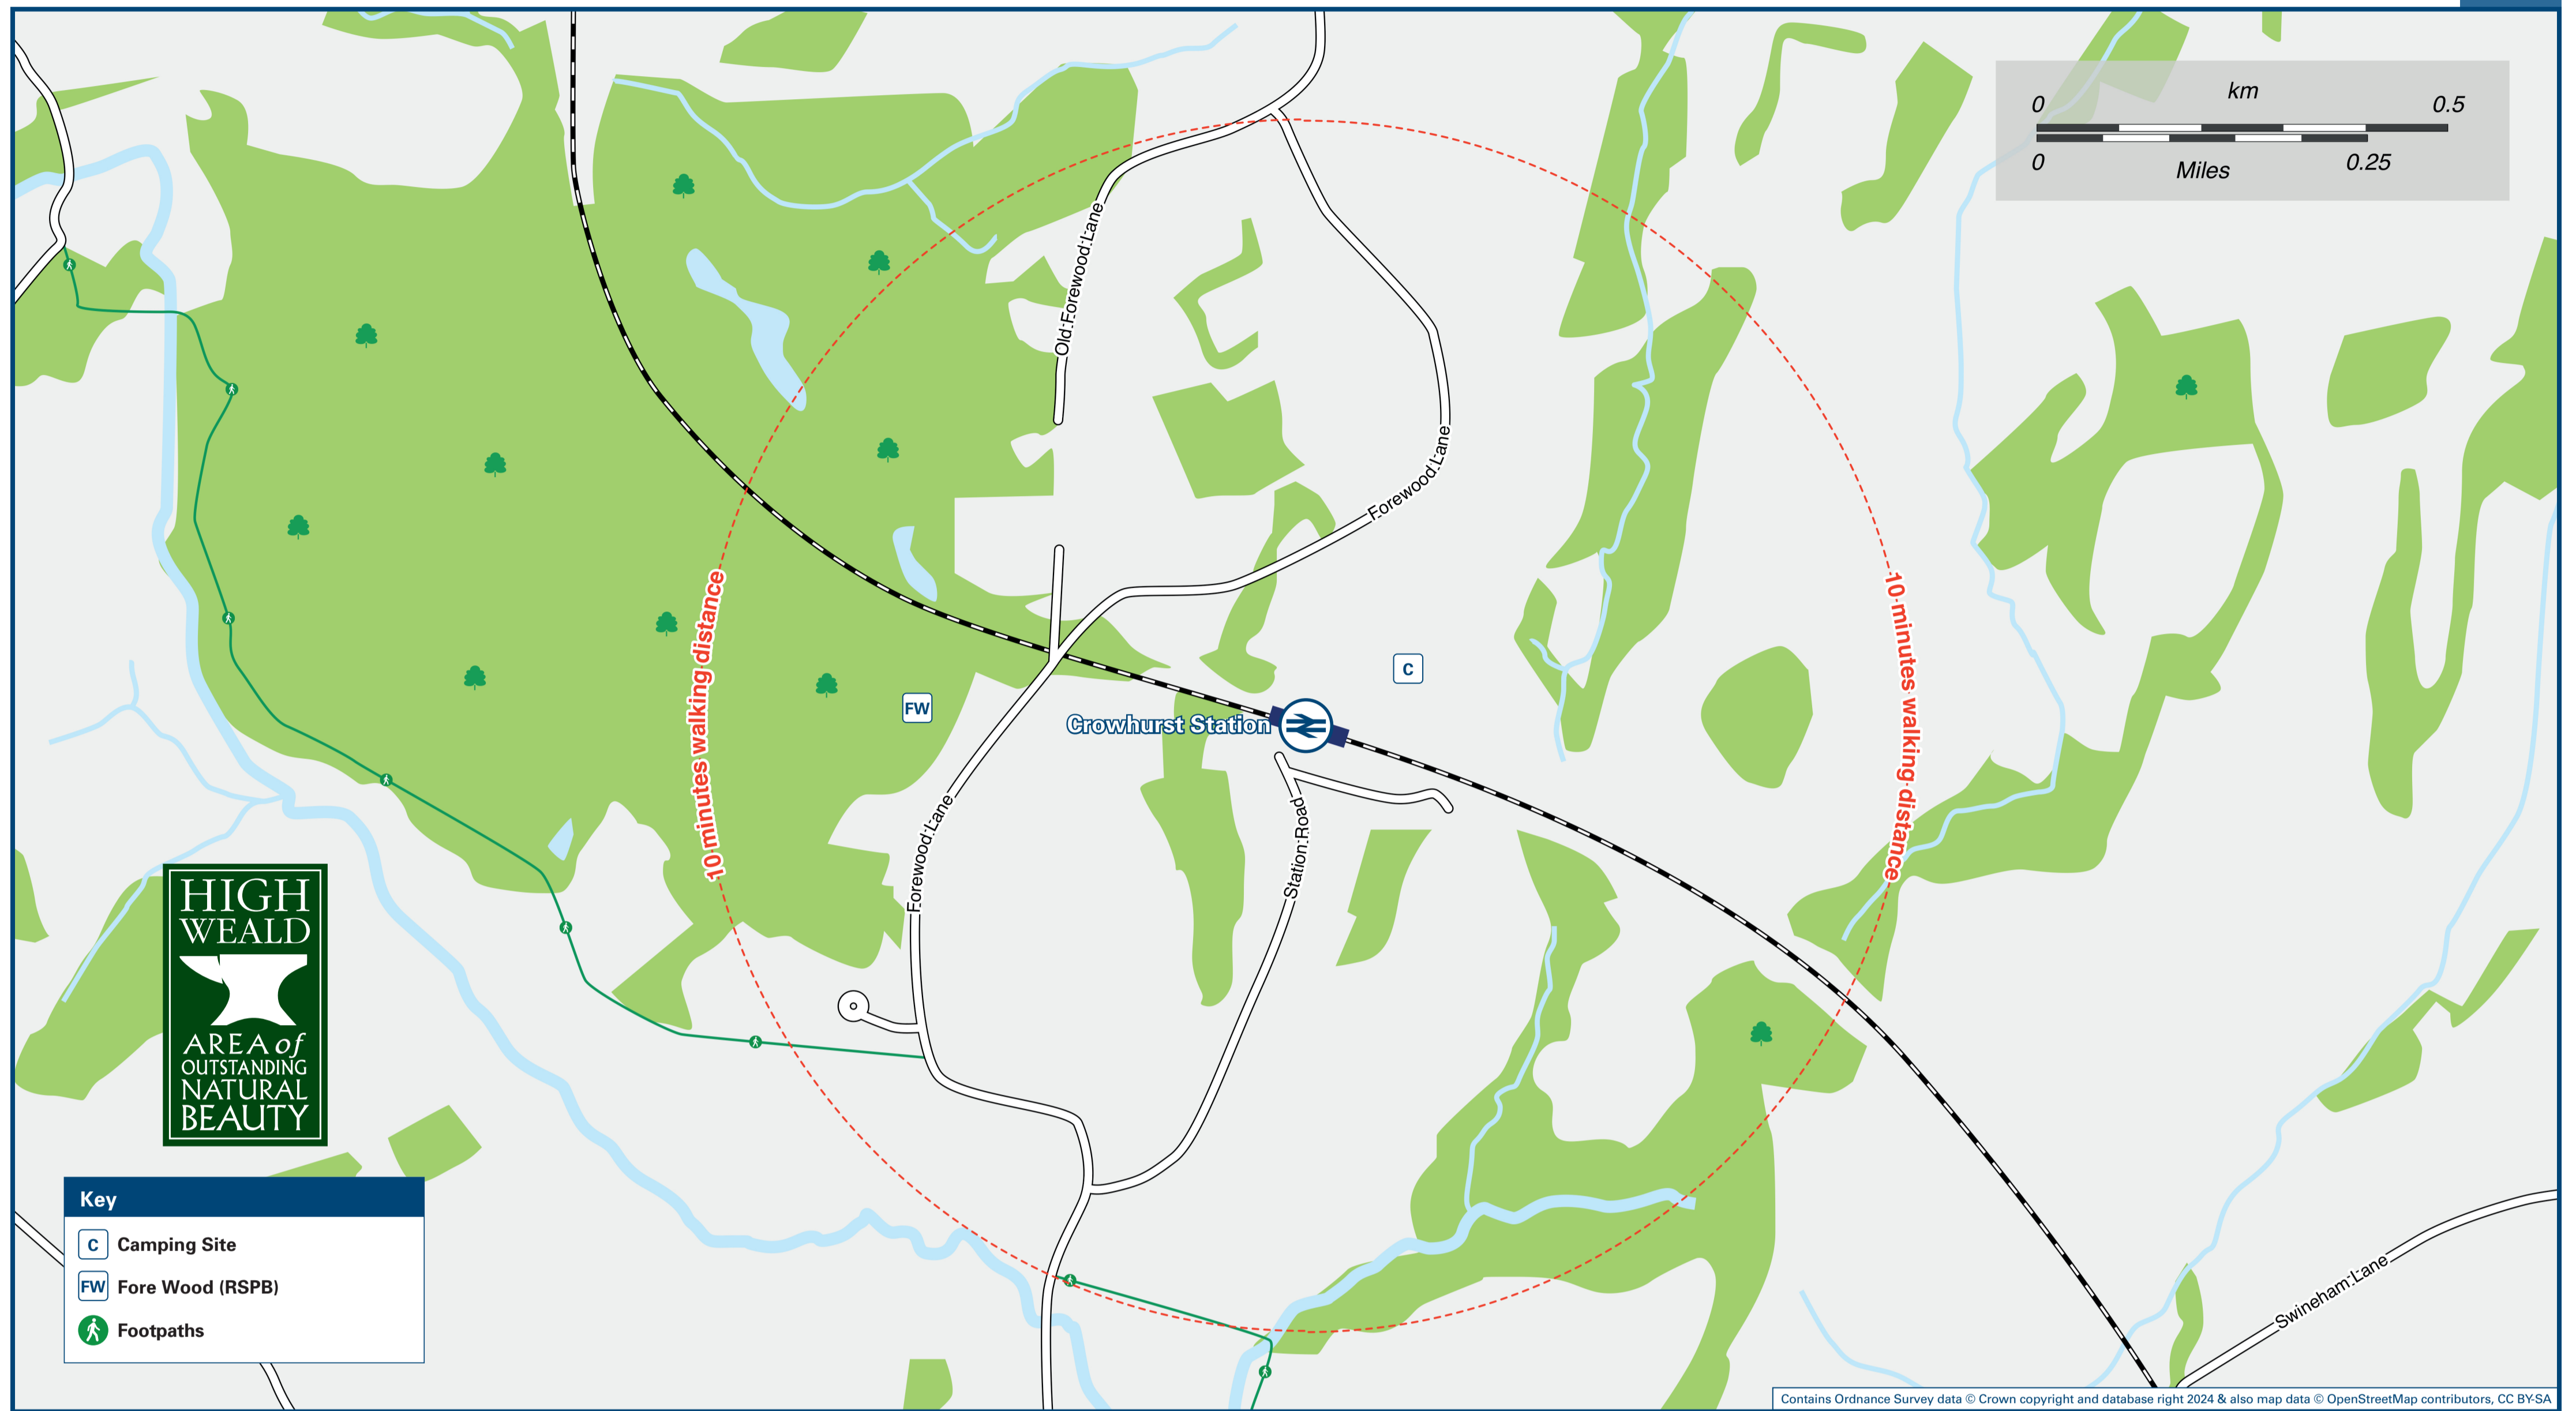 km
0 0.5
0 0.25
Miles
Old Forewood Lane
Forewood Lane
10 minutes walking distance
10 minutes walking distance
C
FW
Crowhurst Station
Forewood Lane
Station Road
HIGH
WEALD
AREA of
OUTSTANDING
NATURAL
BEAUTY
Key
C Camping Site
FW Fore Wood (RSPB)
Footpaths
Swineham Lane
Contains Ordnance Survey data © Crown copyright and database right 2024 & also map data © OpenStreetMap contributors, CC BY-SA